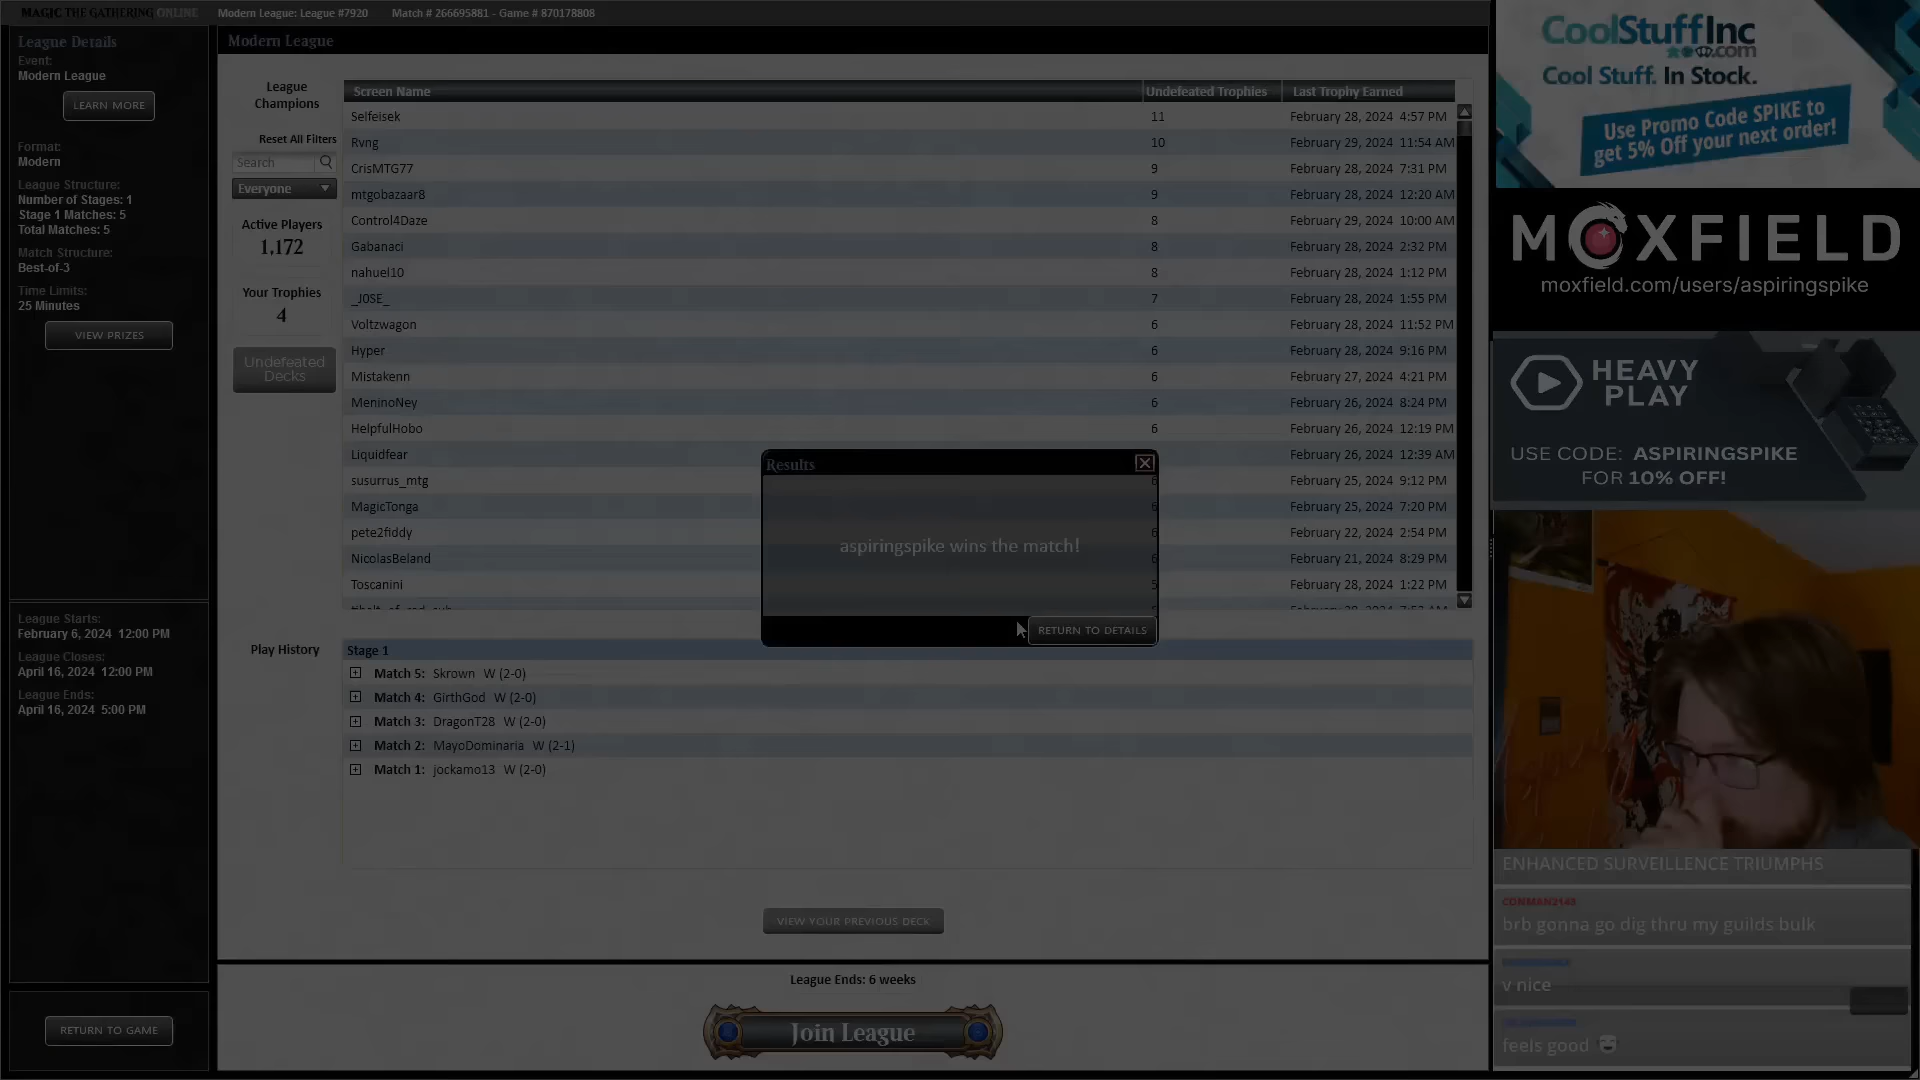 MAGIC THE GATHERING ONLINE
Modern League: League #7920
Match # 266695881 - Game # 870178808
League Details
Event:
Modern League
LEARN MORE
Format:
Modern
League Structure:
Number of Stages: 1
Stage 1 Matches: 5
Total Matches: 5
Match Structure:
Best-of-3
Time Limits:
25 Minutes
VIEW PRIZES
League Starts:
February 6, 2024 12:00 PM
League Closes:
April 16, 2024 12:00 PM
League Ends:
April 16, 2024 5:00 PM
RETURN TO GAME
Modern League
League
Champions
Reset All Filters
Search
Everyone
Active Players
1,172
Your Trophies
4
Undefeated
Decks
Screen Name Undefeated Trophies Last Trophy Earned
Selfeisek 11 February 28, 2024 4:57 PM
Rvng 10 February 29, 2024 11:54 AM
CrisMTG77 9 February 28, 2024 7:31 PM
mtgobazaar8 9 February 28, 2024 12:20 AM
Control4Daze 8 February 29, 2024 10:00 AM
Gabanaci 8 February 28, 2024 2:32 PM
nahuel10 8 February 28, 2024 1:12 PM
_J0SE_ 7 February 28, 2024 1:55 PM
Voltzwagon 6 February 28, 2024 11:52 PM
Hyper 6 February 28, 2024 9:16 PM
Mistakenn 6 February 27, 2024 4:21 PM
MeninoNey 6 February 26, 2024 8:24 PM
HelpfulHobo 6 February 26, 2024 12:19 PM
Liquidfear February 26, 2024 12:39 AM
susurrus_mtg 6 February 25, 2024 9:12 PM
MagicTonga 6 February 25, 2024 7:20 PM
pete2fiddy 6 February 22, 2024 2:54 PM
NicolasBeland 6 February 21, 2024 8:29 PM
Toscanini 5 February 28, 2024 1:22 PM
Results
aspiringspike wins the match!
RETURN TO DETAILS
Play History
Stage 1
Match 5: Skrown W (2-0)
Match 4: GirthGod W (2-0)
Match 3: DragonT28 W (2-0)
Match 2: MayoDominaria W (2-1)
Match 1: jockamo13 W (2-0)
VIEW YOUR PREVIOUS DECK
League Ends: 6 weeks
Join League
CoolStuffInc
.com
Cool Stuff. In Stock.
Use Promo Code SPIKE to
get 5% Off your next order!
MOXFIELD
moxfield.com/users/aspiringspike
HEAVY
PLAY
USE CODE: ASPIRINGSPIKE
FOR 10% OFF!
ENHANCED SURVEILLENCE TRIUMPHS
CONMAN2143
brb gonna go dig thru my guilds bulk
v nice
feels good